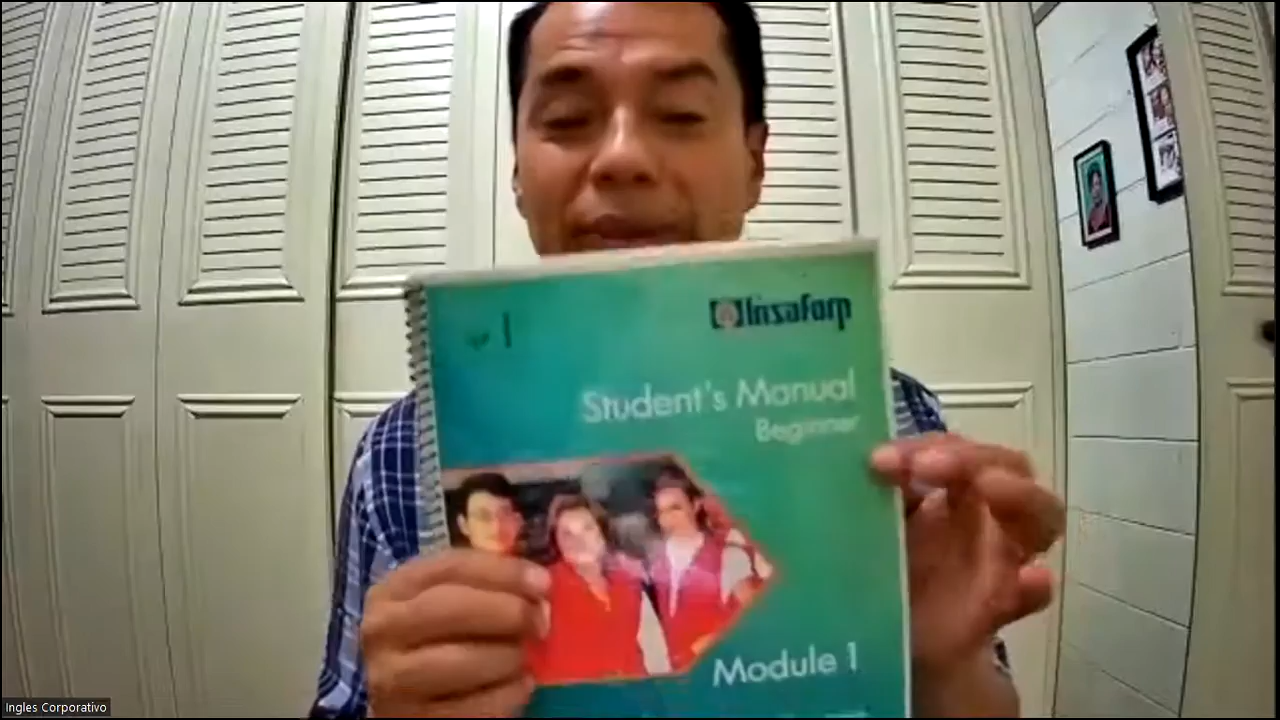 Insaforp
Student's Manual
Beginner
Module 1
Ingles Corporativo